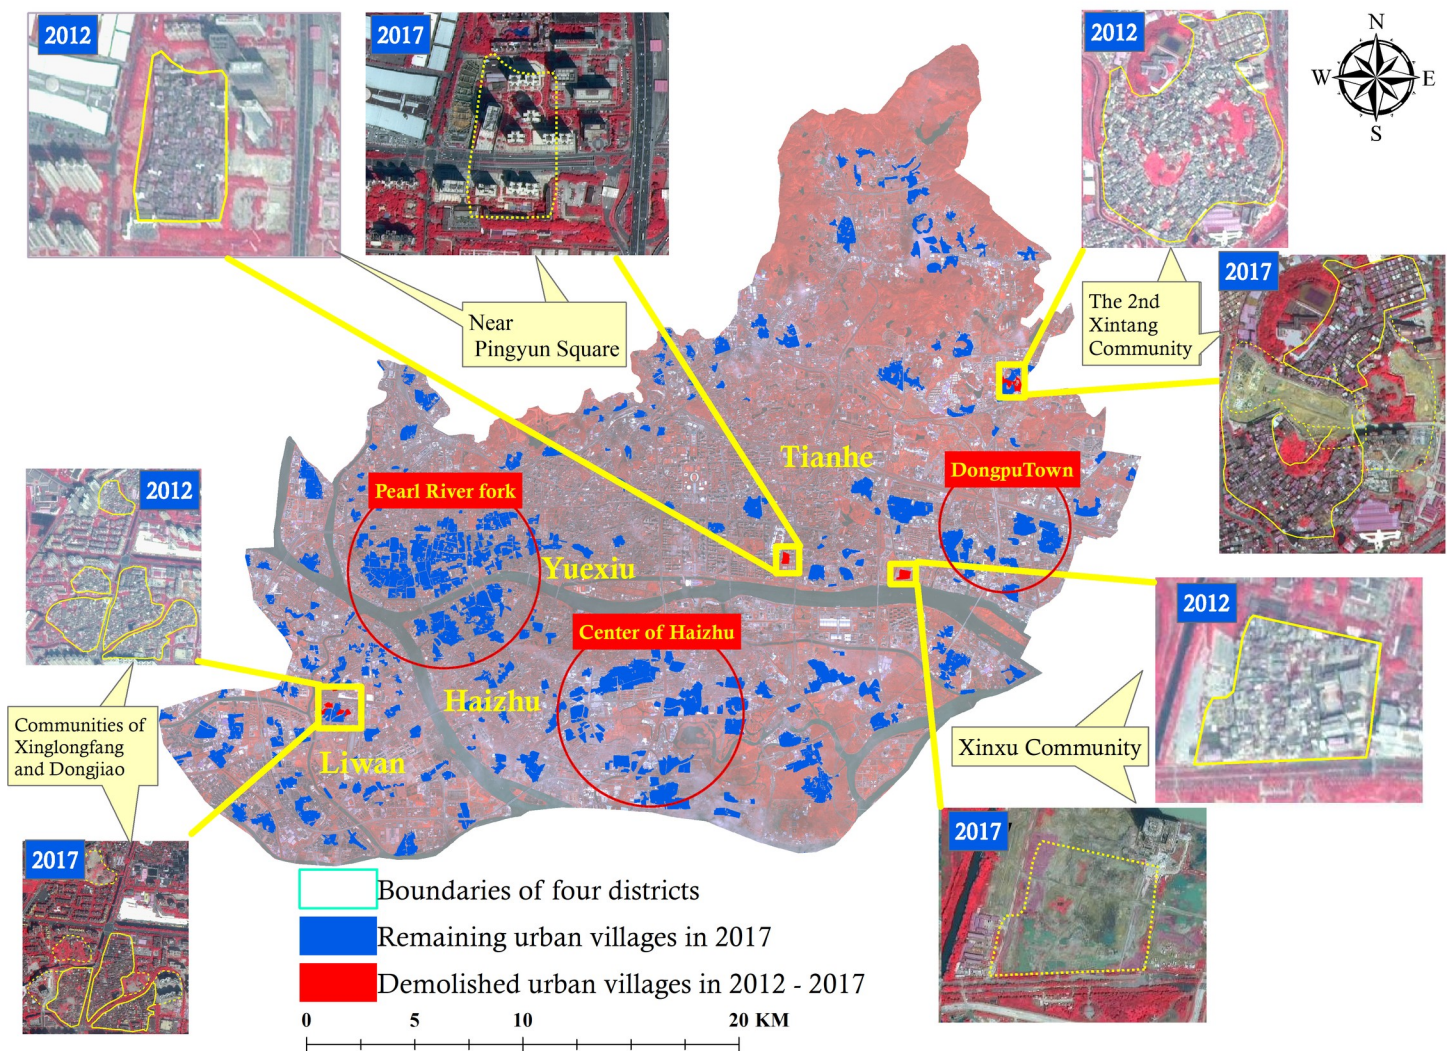 2012
2017
2012
N
W
E
S
2017
Near
Pingyun Square
The 2nd
Xintang
Community
Tianhe
DongpuTown
Pearl River fork
2012
Yuexiu
Center of Haizhu
2012
Haizhu
Communities of
Xinglongfang
and Dongjiao
Liwan
Xinxu Community
2017
2017
Boundaries of four districts
Remaining urban villages in 2017
Demolished urban villages in 2012 - 2017
0 5 10 20 KM